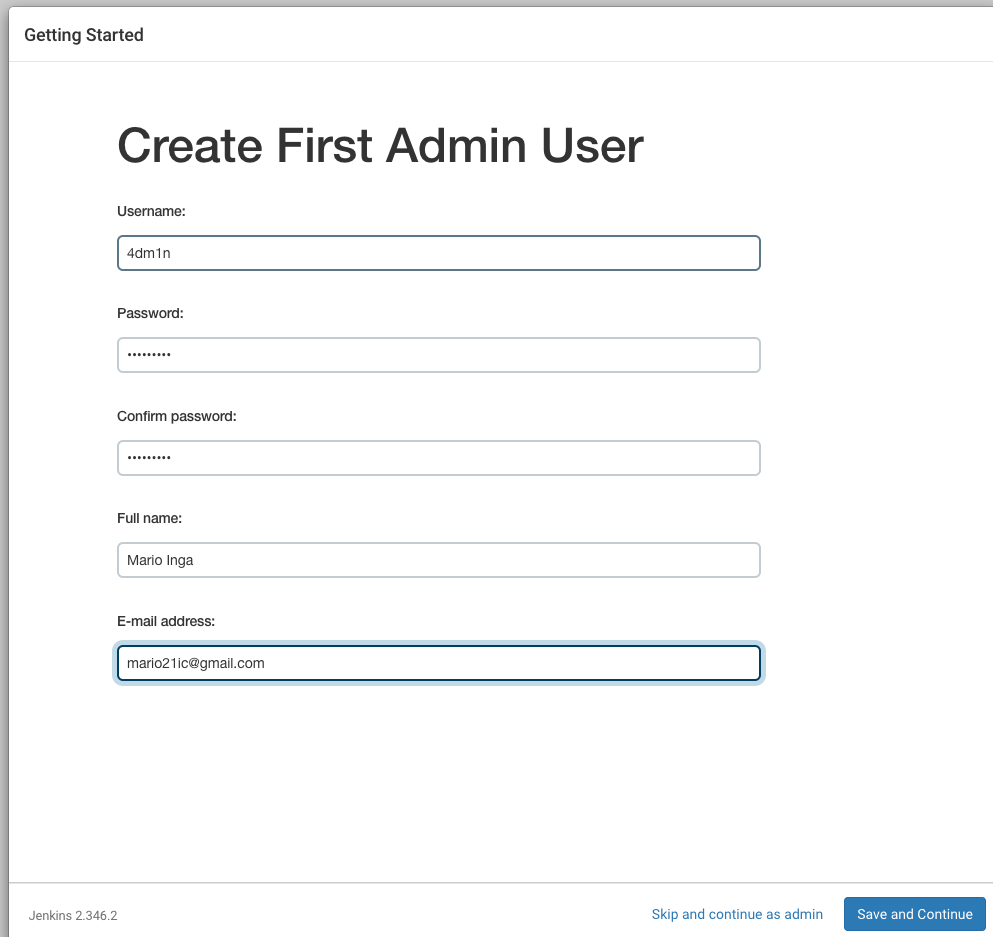 Getting Started
Create First Admin User
Username:
4dm1n
Password:
•••••••••
Confirm password:
•••••••••
Full name:
Mario Inga
E-mail address:
mario21ic@gmail.com
Jenkins 2.346.2
Skip and continue as admin
Save and Continue